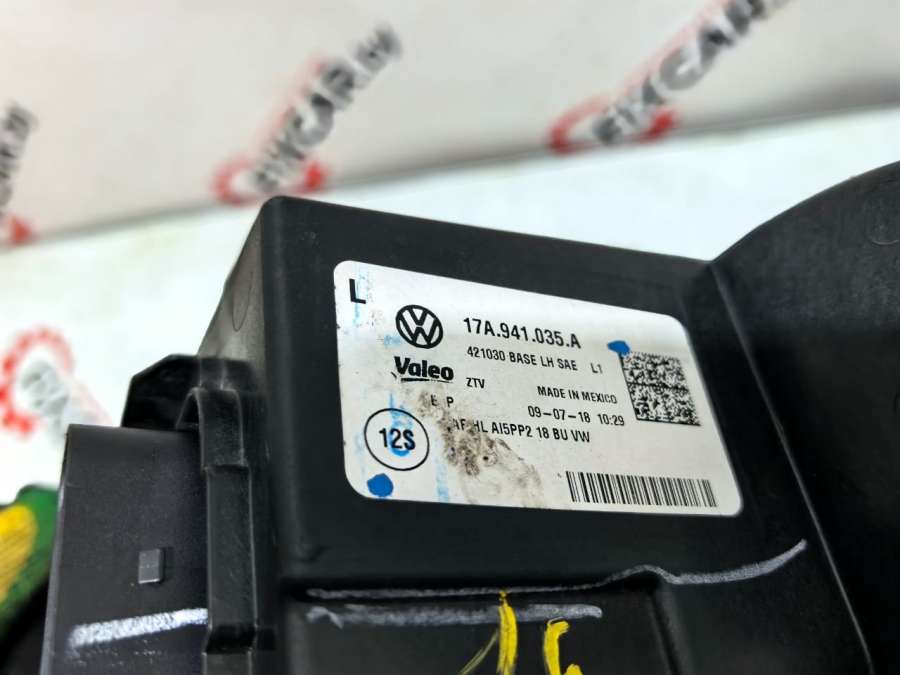 L
17A.941.035.A
421030 BASE LH SAE L1
Valeo
ZTV
MADE IN MEXICO
E P
09-07-18 10:29
HL AI5PP2 18 BU VW
12S